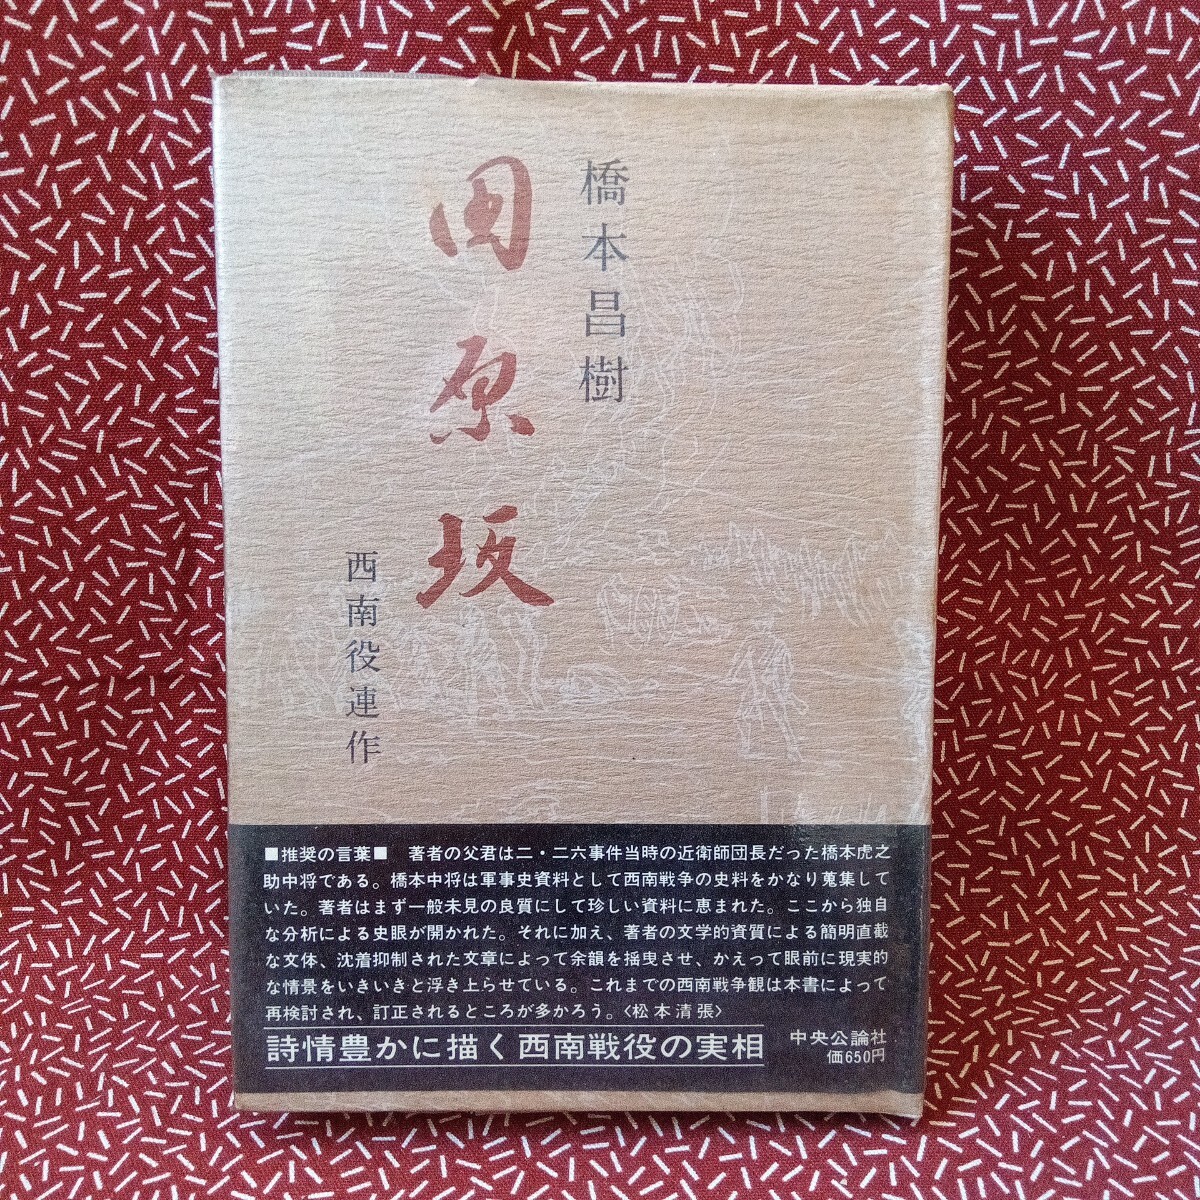 橋本昌樹
田原坂
西南役連作
■推奨の言葉■　著者の父君は二・二六事件当時の近衛師団長だった橋本虎之
助中将である。橋本中将は軍事史資料として西南戦争の史料をかなり蒐集して
いた。著者はまず一般未見の良質にして珍しい資料に恵まれた。ここから独自
な分析による史眼が開かれた。それに加え、著者の文学的資質による簡明直截
な文体、沈着抑制された文章によって余韻を揺曳させ、かえって眼前に現実的
な情景をいきいきと浮き上らせている。これまでの西南戦争観は本書によって
再検討され、訂正されるところが多かろう。〈松本清張〉
詩情豊かに描く西南戦役の実相
中央公論社
価650円